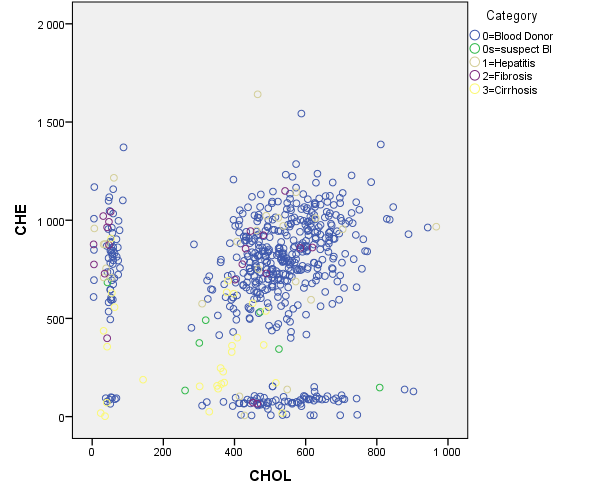 Category
0=Blood Donor
0s=suspect Bl
1=Hepatitis
2=Fibrosis
3=Cirrhosis
2 000
1 500
1 000
500
0
CHE
0 200 400 600 800 1 000
CHOL